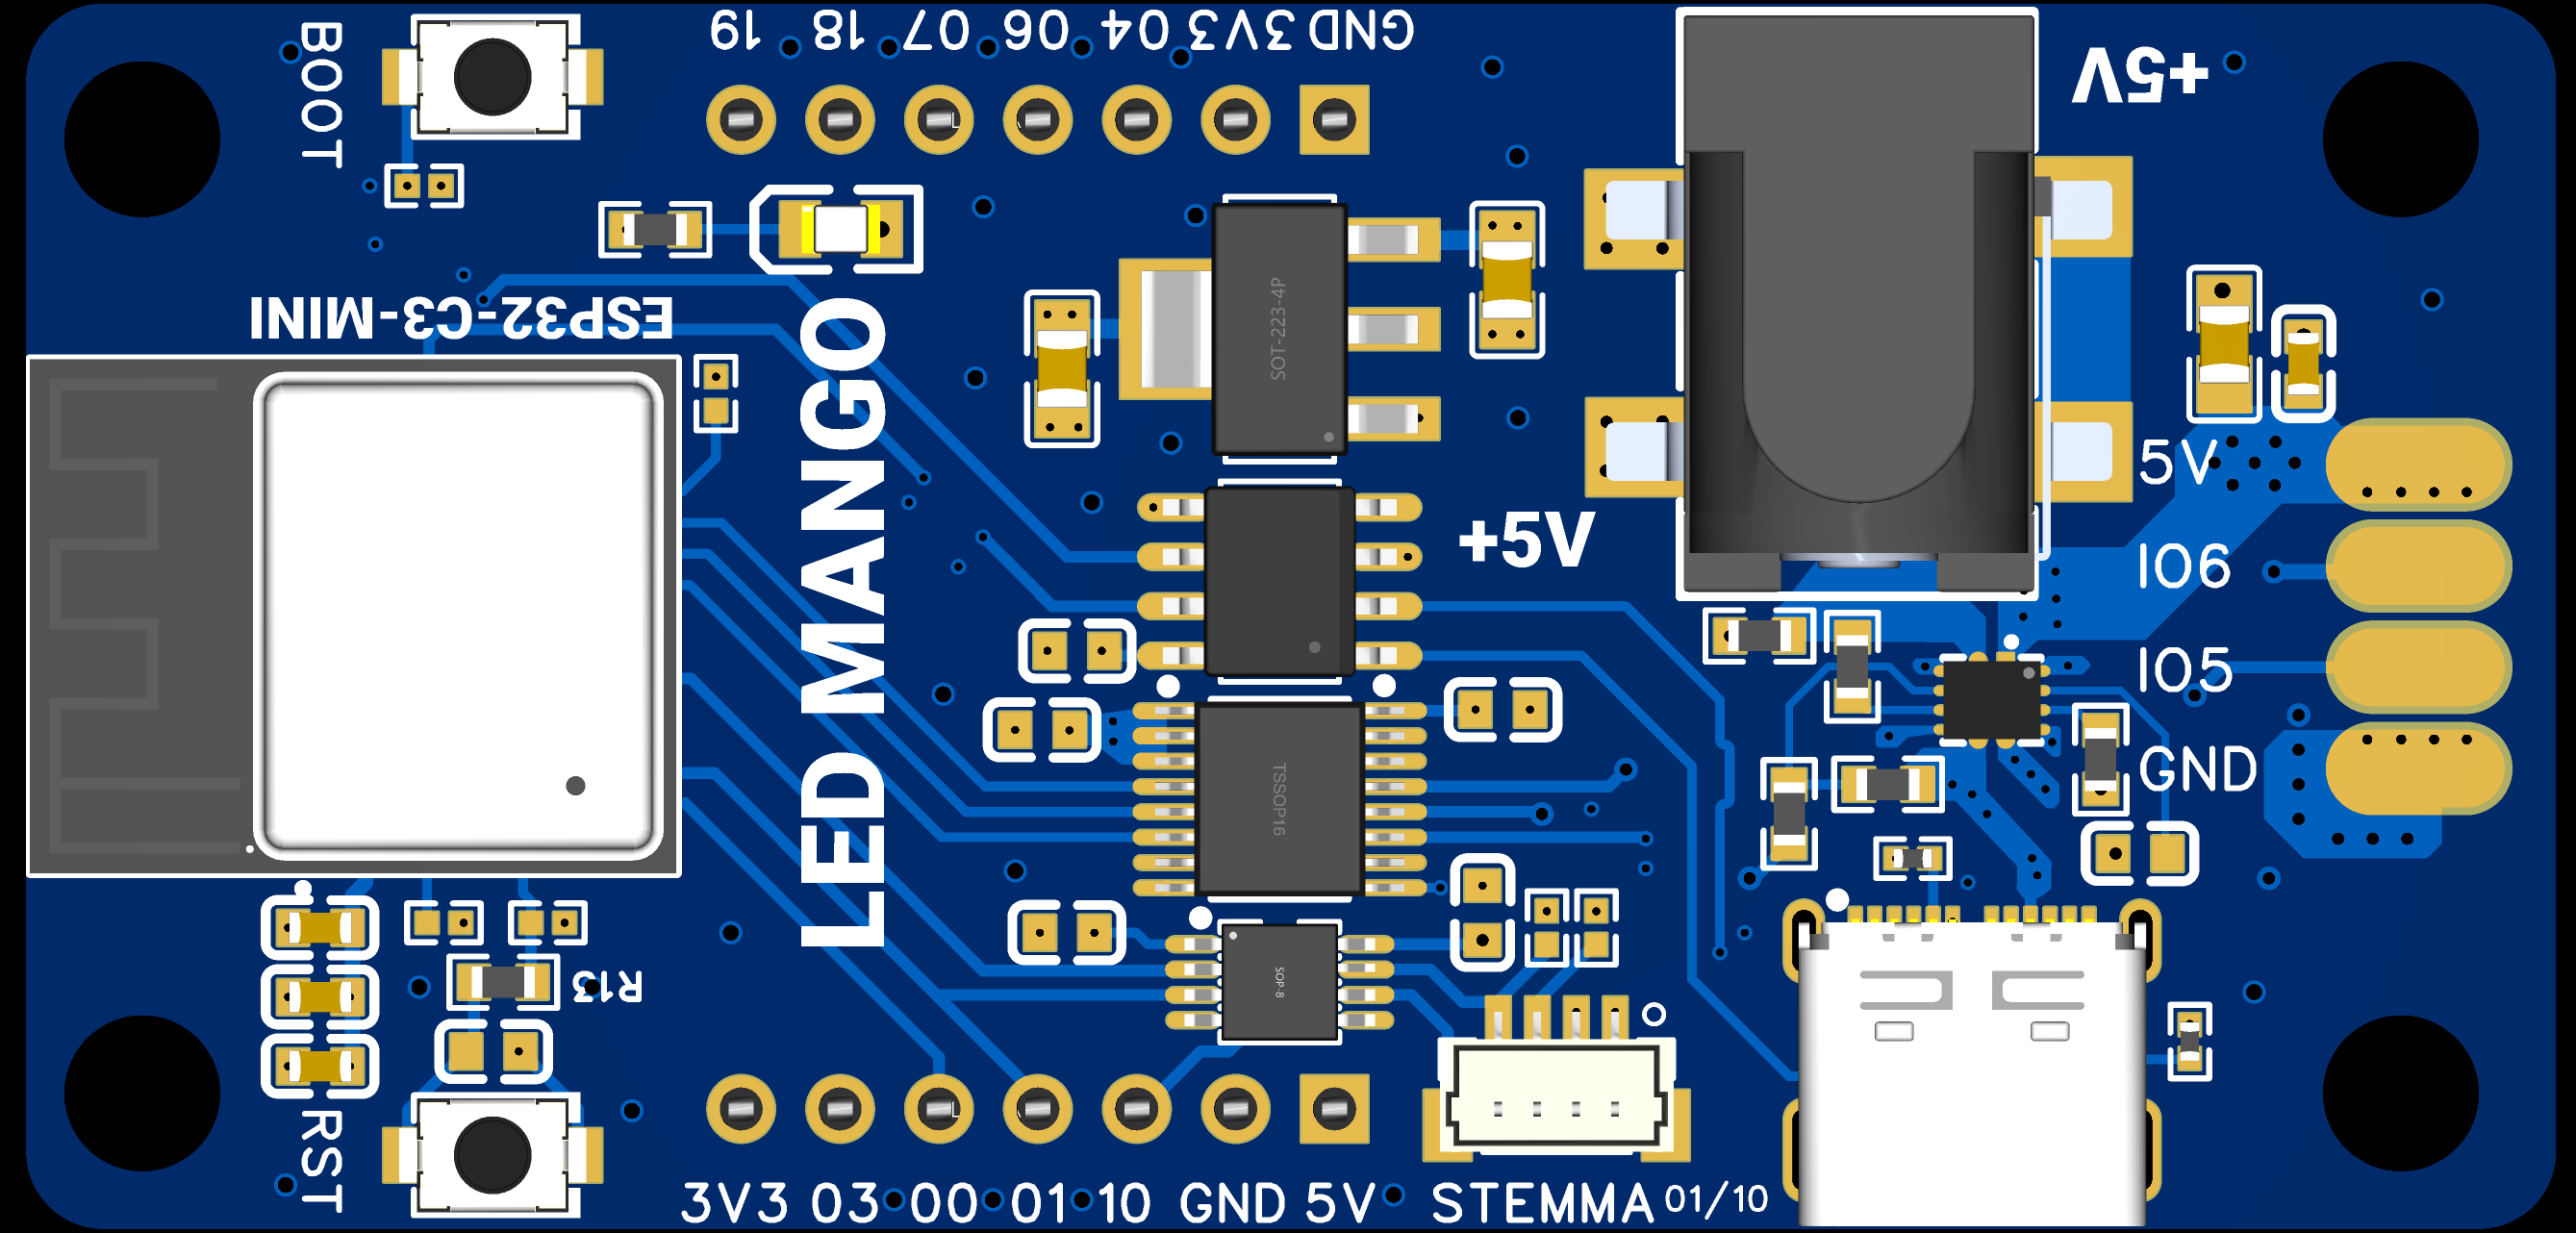 BOOT
19 18 07 06 04 3V3 GND
+5V
ESP32-C3-MINI
LED MANGO
SOT-223-4P
+5V
5V
IO6
IO5
GND
TSSOP16
SOP-8
R13
RST
3V3 03 00 01 10 GND 5V
STEMMA 01/10